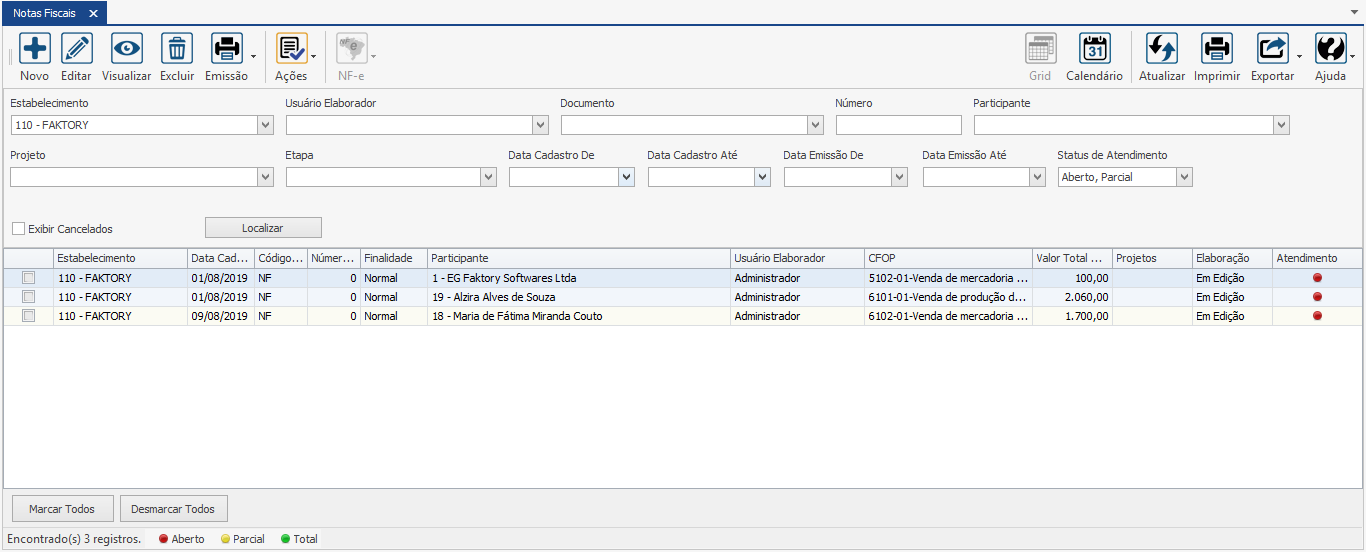 Notas Fiscais
Novo Editar Visualizar Excluir Emissão Ações NF-e Grid Calendário Atualizar Imprimir Exportar Ajuda
31
Estabelecimento Usuário Elaborador Documento Número Participante
110 - FAKTORY
Projeto Etapa Data Cadastro De Data Cadastro Até Data Emissão De Data Emissão Até Status de Atendimento
Aberto, Parcial
Exibir Cancelados Localizar
Estabelecimento Data Cad... Código... Númer... Finalidade Participante Usuário Elaborador CFOP Valor Total ... Projetos Elaboração Atendimento
110 - FAKTORY 01/08/2019 NF 0 Normal 1 - EG Faktory Softwares Ltda Administrador 5102-01-Venda de mercadoria ... 100,00 Em Edição
110 - FAKTORY 01/08/2019 NF 0 Normal 19 - Alzira Alves de Souza Administrador 6101-01-Venda de produção d... 2.060,00 Em Edição
110 - FAKTORY 09/08/2019 NF 0 Normal 18 - Maria de Fátima Miranda Couto Administrador 6102-01-Venda de mercadoria ... 1.700,00 Em Edição
Marcar Todos Desmarcar Todos
Encontrado(s) 3 registros. Aberto Parcial Total